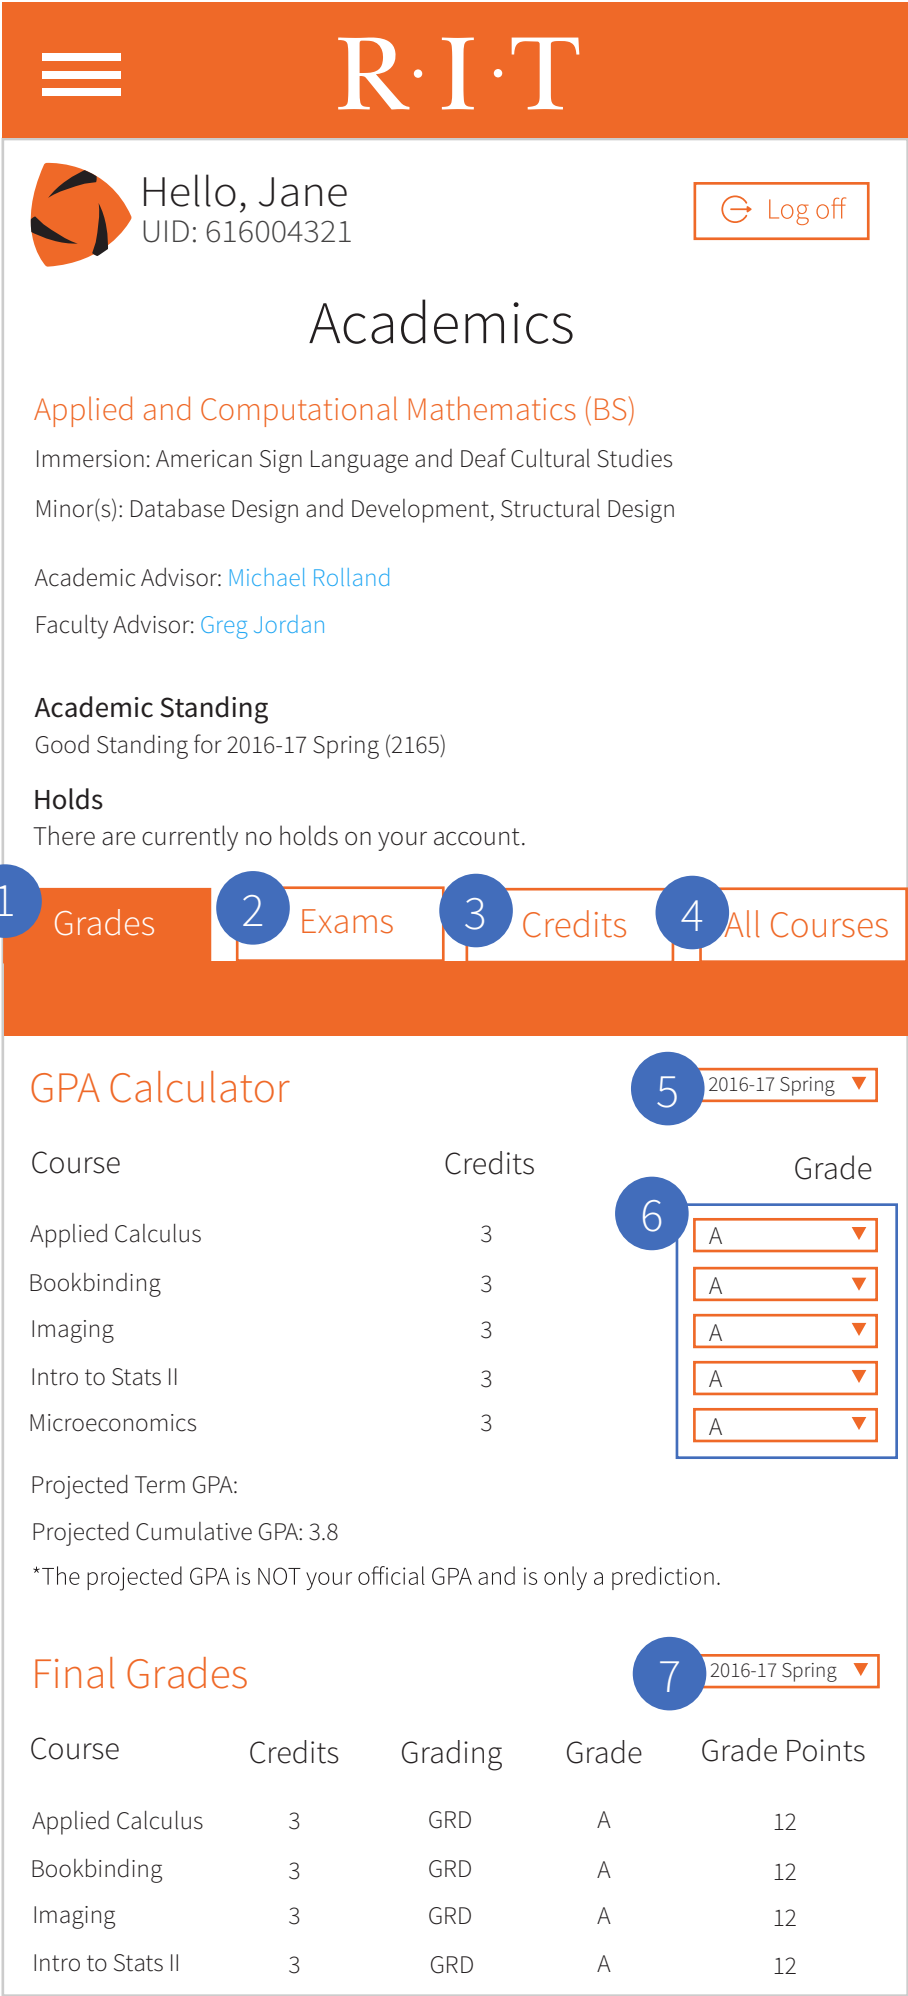 R·I·T
Hello, Jane
UID: 616004321
Log off
Academics
Applied and Computational Mathematics (BS)
Immersion: American Sign Language and Deaf Cultural Studies
Minor(s): Database Design and Development, Structural Design
Academic Advisor: Michael Rolland
Faculty Advisor: Greg Jordan
Academic Standing
Good Standing for 2016-17 Spring (2165)
Holds
There are currently no holds on your account.
1 Grades 2 Exams 3 Credits 4 All Courses
GPA Calculator 5 2016-17 Spring
Course Credits Grade
6
Applied Calculus 3 A
Bookbinding 3 A
Imaging 3 A
Intro to Stats II 3 A
Microeconomics 3 A
Projected Term GPA:
Projected Cumulative GPA: 3.8
*The projected GPA is NOT your official GPA and is only a prediction.
Final Grades 7 2016-17 Spring
Course Credits Grading Grade Grade Points
Applied Calculus 3 GRD A 12
Bookbinding 3 GRD A 12
Imaging 3 GRD A 12
Intro to Stats II 3 GRD A 12